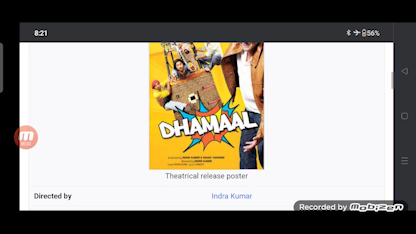 8:21
56%
DHAMAAL
Theatrical release poster
Directed by Indra Kumar
Recorded by Mobizen